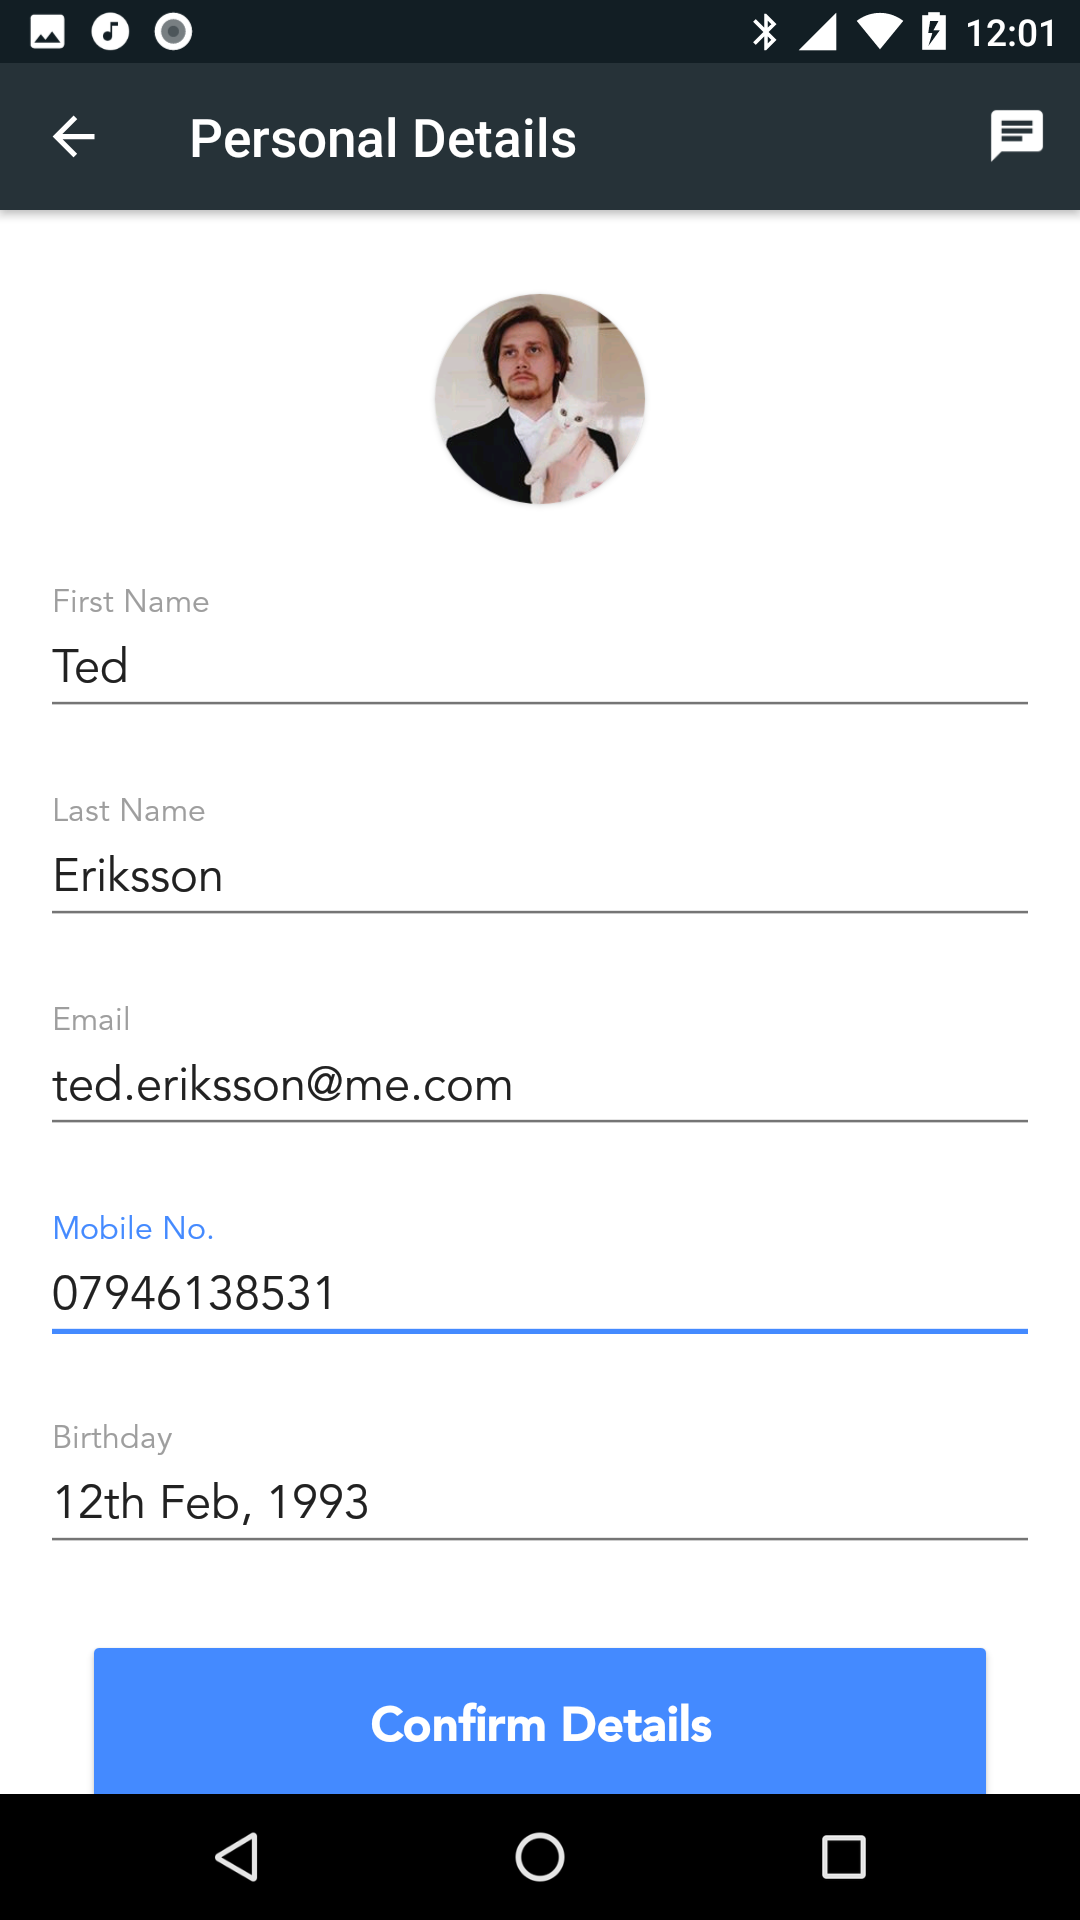 12:01
Personal Details
First Name
Ted
Last Name
Eriksson
Email
ted.eriksson@me.com
Mobile No.
07946138531
Birthday
12th Feb, 1993
Confirm Details